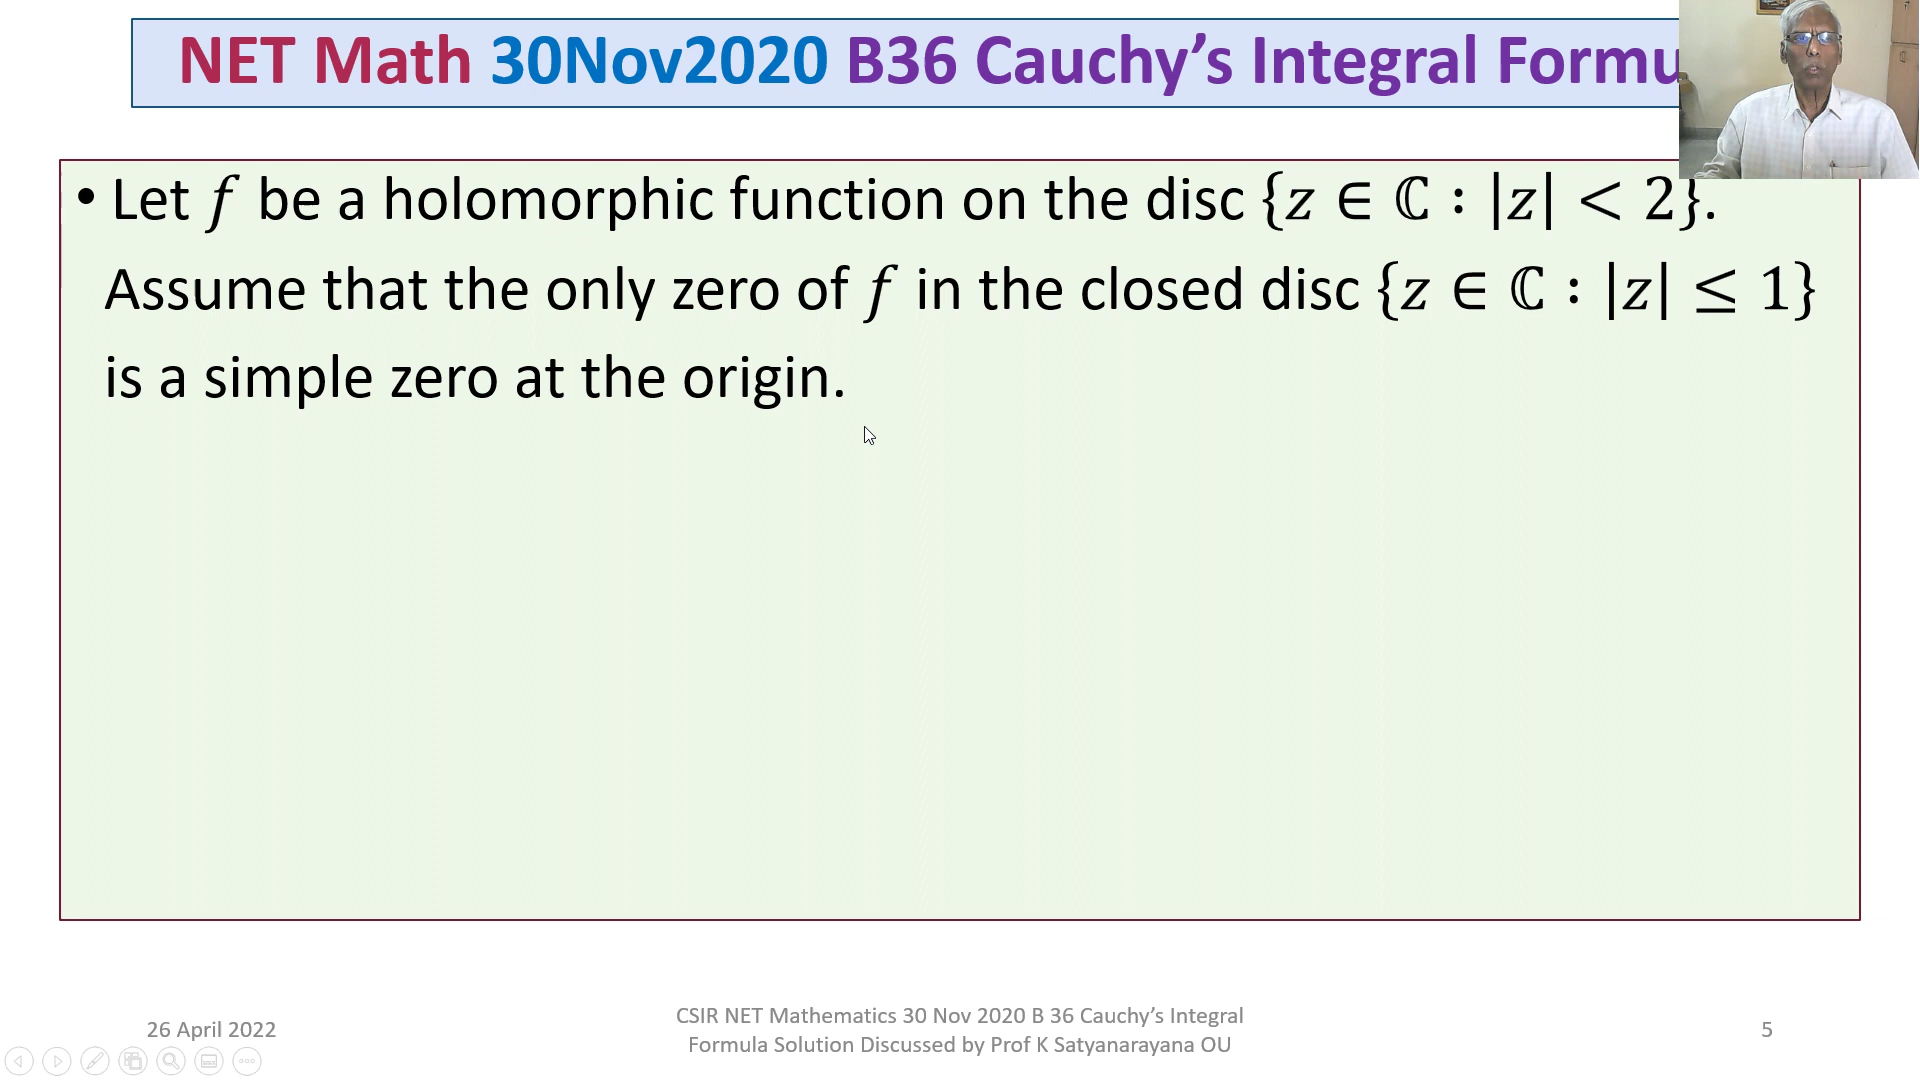 NET Math 30Nov2020 B36 Cauchy’s Integral Formu
• Let 𝑓 be a holomorphic function on the disc {𝑧 ∈ ℂ : |𝑧| < 2}.
Assume that the only zero of 𝑓 in the closed disc {𝑧 ∈ ℂ : |𝑧| ≤ 1}
is a simple zero at the origin.
26 April 2022
CSIR NET Mathematics 30 Nov 2020 B 36 Cauchy’s Integral
Formula Solution Discussed by Prof K Satyanarayana OU
5